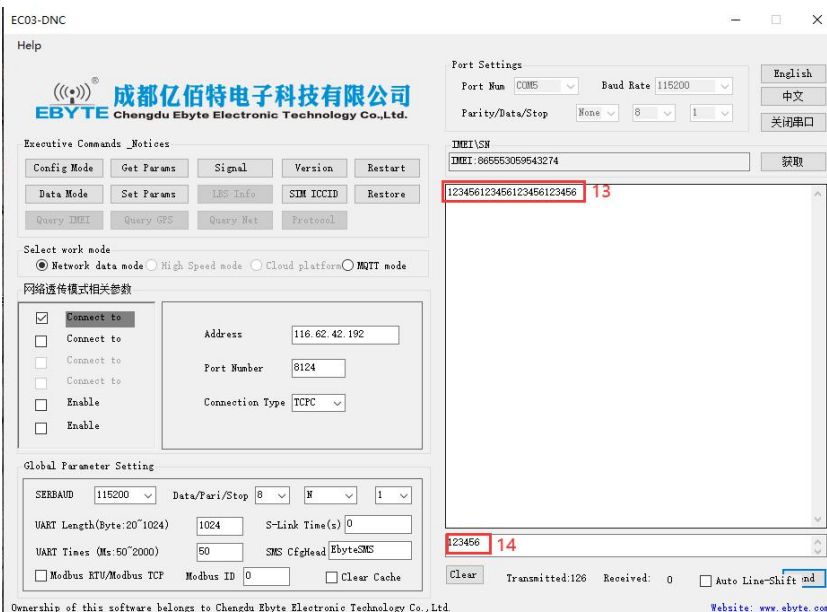 EC03-DNC
Help
((( ))) ® 成都亿佰特电子科技有限公司
EBYTE Chengdu Ebyte Electronic Technology Co.,Ltd.
Executive Commands _Notices
Config Mode Get Params Signal Version Restart
Data Mode Set Params LBS Info SIM ICCID Restore
Query IMEI Query GPS Query Net Protocol
Select work mode
Network data mode High Speed mode Cloud platform MQTT mode
网络透传模式相关参数
Connect to
Connect to
Connect to
Connect to
Enable
Enable
Address 116.62.42.192
Port Number 8124
Connection Type TCPC
Global Parameter Setting
SERBAUD 115200 Data/Pari/Stop 8 N 1
UART Length(Byte:20~1024) 1024 S-Link Time(s) 0
UART Times (Ms:50~2000) 50 SMS CfgHead EbyteSMS
Modbus RTU/Modbus TCP Modbus ID 0 Clear Cache
Port Settings
Port Num COM5 Baud Rate 115200
Parity/Data/Stop None 8 1
English
中文
关闭串口
IMEI\SN
IMEI:865553059543274 获取
123456123456123456123456 13
123456 14
Clear Transmitted:126 Received: 0 Auto Line-Shift nd
Ownership of this software belongs to Chengdu Ebyte Electronic Technology Co.,Ltd. Website: www.ebyte.com